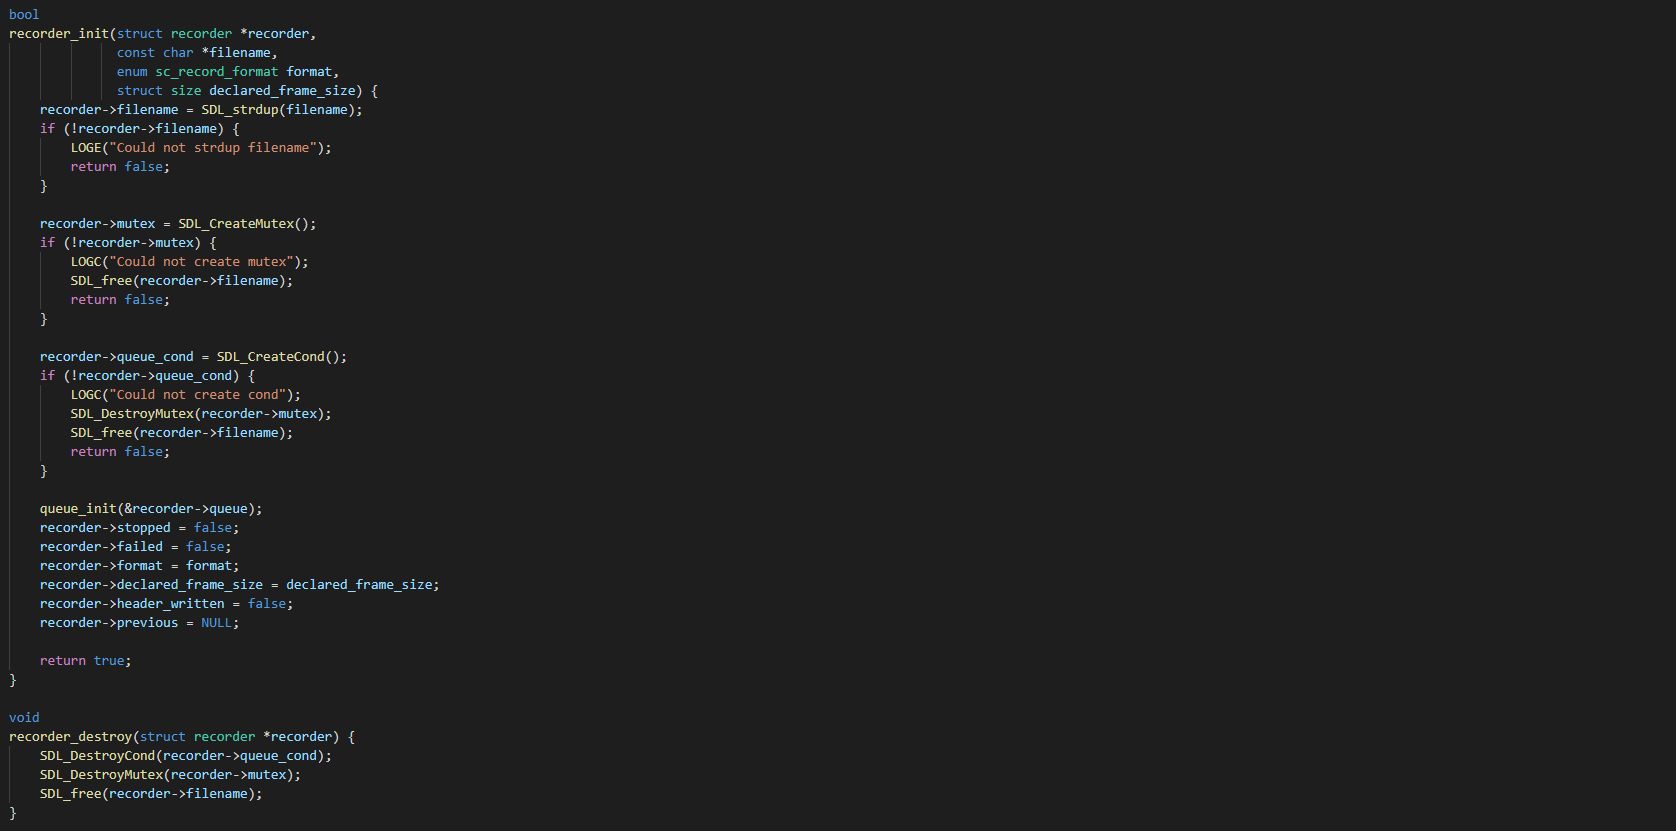 bool
recorder_init(struct recorder *recorder,
              const char *filename,
              enum sc_record_format format,
              struct size declared_frame_size) {
    recorder->filename = SDL_strdup(filename);
    if (!recorder->filename) {
        LOGE("Could not strdup filename");
        return false;
    }

    recorder->mutex = SDL_CreateMutex();
    if (!recorder->mutex) {
        LOGC("Could not create mutex");
        SDL_free(recorder->filename);
        return false;
    }

    recorder->queue_cond = SDL_CreateCond();
    if (!recorder->queue_cond) {
        LOGC("Could not create cond");
        SDL_DestroyMutex(recorder->mutex);
        SDL_free(recorder->filename);
        return false;
    }

    queue_init(&recorder->queue);
    recorder->stopped = false;
    recorder->failed = false;
    recorder->format = format;
    recorder->declared_frame_size = declared_frame_size;
    recorder->header_written = false;
    recorder->previous = NULL;

    return true;
}

void
recorder_destroy(struct recorder *recorder) {
    SDL_DestroyCond(recorder->queue_cond);
    SDL_DestroyMutex(recorder->mutex);
    SDL_free(recorder->filename);
}